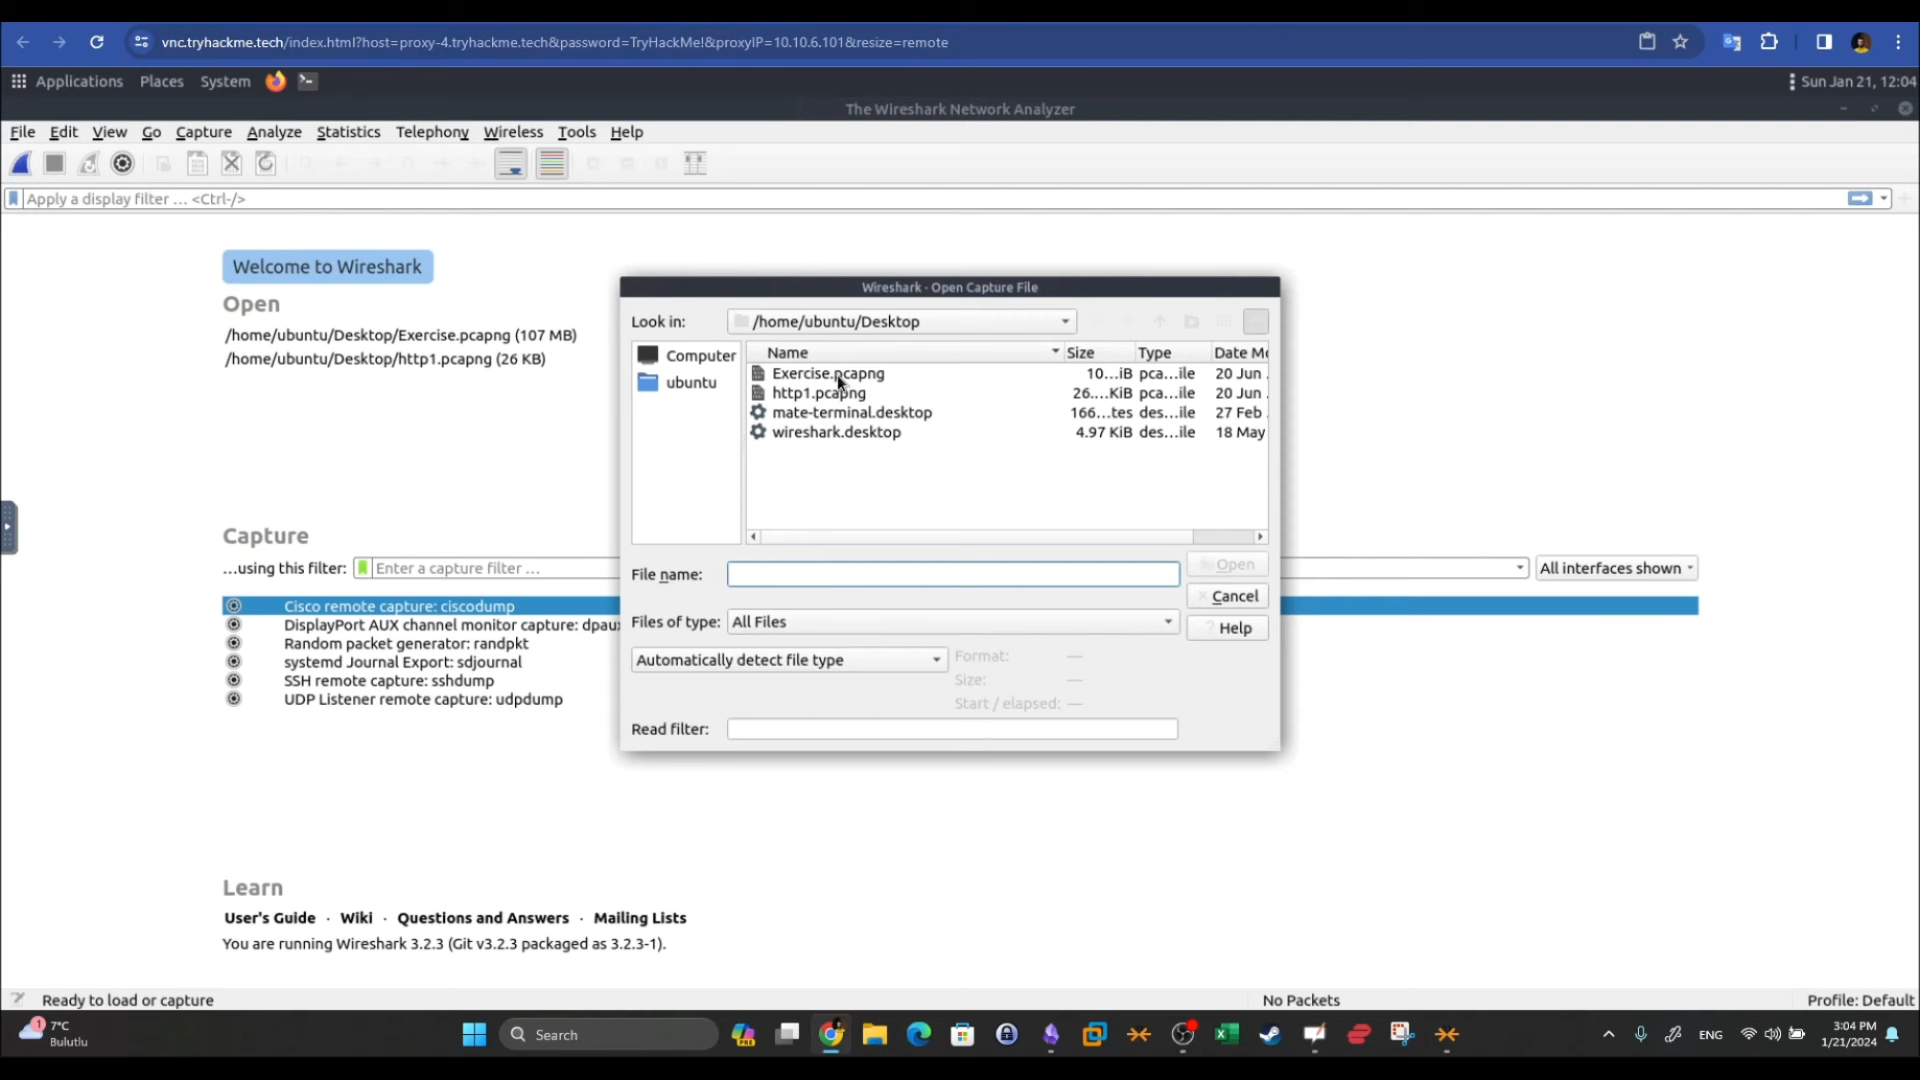 vnc.tryhackme.tech/index.html?host=proxy-4.tryhackme.tech&password=TryHackMe!&proxyIP=10.10.6.101&resize=remote
Applications Places System Sun Jan 21, 12:04
The Wireshark Network Analyzer
File Edit View Go Capture Analyze Statistics Telephony Wireless Tools Help
Apply a display filter … <Ctrl-/>
Welcome to Wireshark
Open
/home/ubuntu/Desktop/Exercise.pcapng (107 MB)
/home/ubuntu/Desktop/http1.pcapng (26 KB)
Wireshark · Open Capture File
Look in: /home/ubuntu/Desktop
Computer
ubuntu
Name Size Type Date Mo
Exercise.pcapng 10...iB pca...ile 20 Jun .
http1.pcapng 26....KiB pca...ile 20 Jun .
mate-terminal.desktop 166...tes des...ile 27 Feb .
wireshark.desktop 4.97 KiB des...ile 18 May
File name: Open
Cancel
Files of type: All Files
Help
Automatically detect file type
Format: —
Size: —
Start / elapsed: —
Read filter:
Capture
...using this filter: Enter a capture filter … All interfaces shown
Cisco remote capture: ciscodump
DisplayPort AUX channel monitor capture: dpau
Random packet generator: randpkt
systemd Journal Export: sdjournal
SSH remote capture: sshdump
UDP Listener remote capture: udpdump
Learn
User's Guide · Wiki · Questions and Answers · Mailing Lists
You are running Wireshark 3.2.3 (Git v3.2.3 packaged as 3.2.3-1).
Ready to load or capture No Packets Profile: Default
1
7°C
Bulutlu
Search
ENG
3:04 PM
1/21/2024